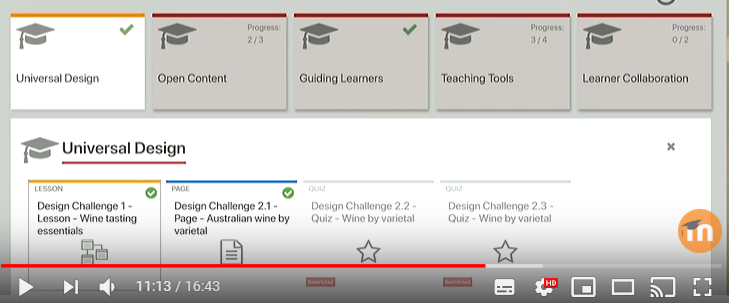 Progress:
2 / 3
Progress:
3 / 4
Progress:
0 / 2
Universal Design
Open Content
Guiding Learners
Teaching Tools
Learner Collaboration
Universal Design
×
LESSON
Design Challenge 1 -
Lesson - Wine tasting
essentials
PAGE
Design Challenge 2.1 -
Page - Australian wine by
varietal
QUIZ
Design Challenge 2.2 -
Quiz - Wine by varietal
QUIZ
Design Challenge 2.3 -
Quiz - Wine by varietal
Restricted
Restricted
m
11:13 / 16:43
HD